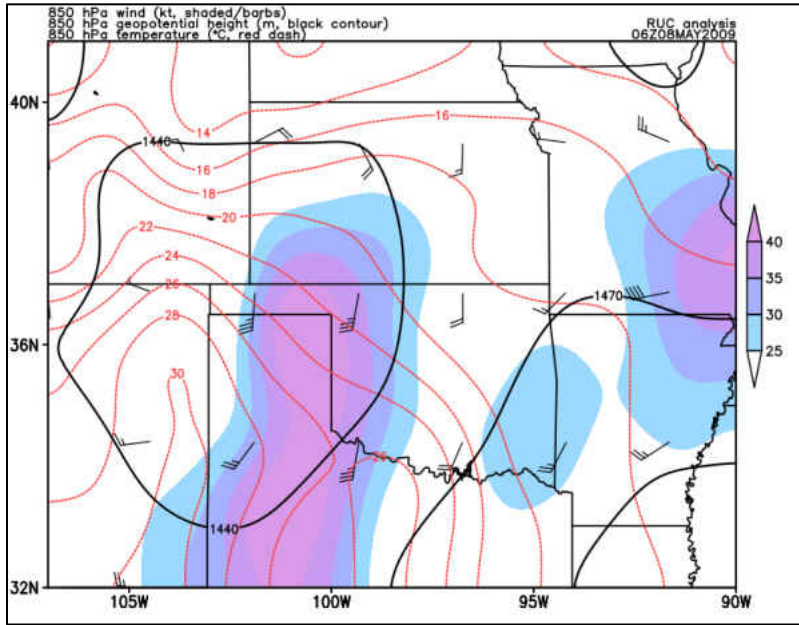 850 hPa wind (kt, shaded/barbs)
850 hPa geopotential height (m, black contour)
850 hPa temperature (°C, red dash)
RUC analysis
06Z08MAY2009
40N
36N
32N
105W
100W
95W
90W
40
35
30
25
1440
14
16
16
18
20
22
24
26
28
30
1470
26
1440